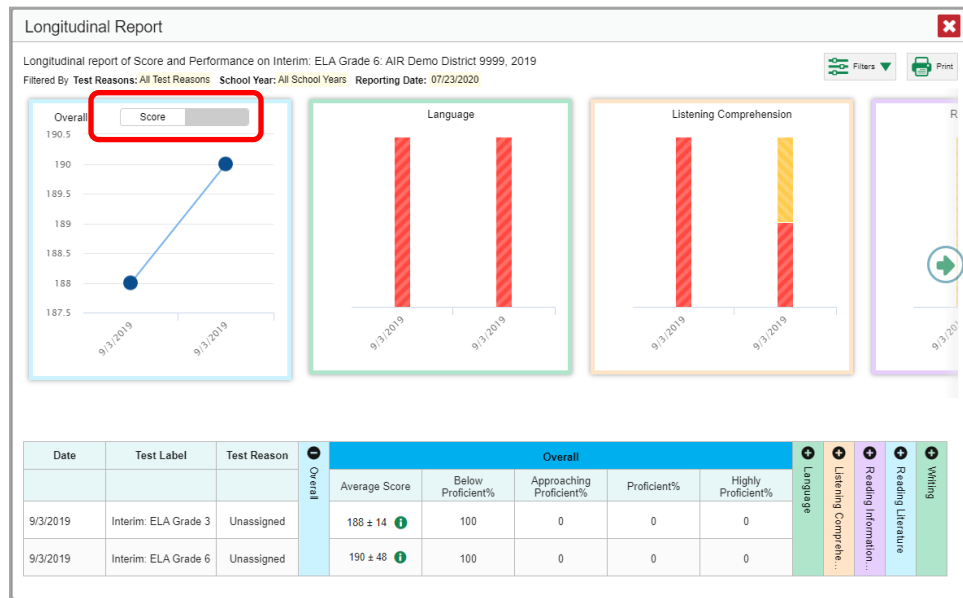 Longitudinal Report
Longitudinal report of Score and Performance on Interim: ELA Grade 6: AIR Demo District 9999, 2019
Filtered By Test Reasons: All Test Reasons School Year: All School Years Reporting Date: 07/23/2020
Filters
Print
Overall
Score
190.5
190
189.5
189
188.5
188
187.5
9/3/2019
9/3/2019
Language
9/3/2019
9/3/2019
Listening Comprehension
9/3/2019
9/3/2019
R
9/3/20
Date Test Label Test Reason Overall Overall Language Listening Comprehe... Reading Information... Reading Literature Writing
Average Score Below Proficient% Approaching Proficient% Proficient% Highly Proficient%
9/3/2019 Interim: ELA Grade 3 Unassigned 188 ± 14 100 0 0 0
9/3/2019 Interim: ELA Grade 6 Unassigned 190 ± 48 100 0 0 0